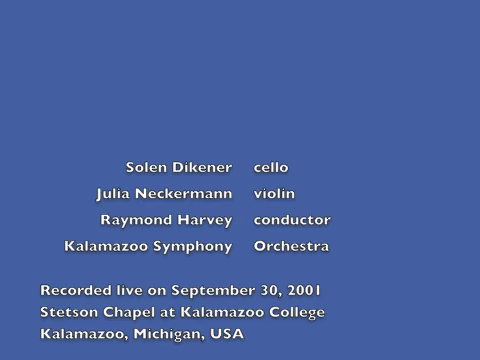 Solen Dikener cello
Julia Neckermann violin
Raymond Harvey conductor
Kalamazoo Symphony Orchestra
Recorded live on September 30, 2001
Stetson Chapel at Kalamazoo College
Kalamazoo, Michigan, USA